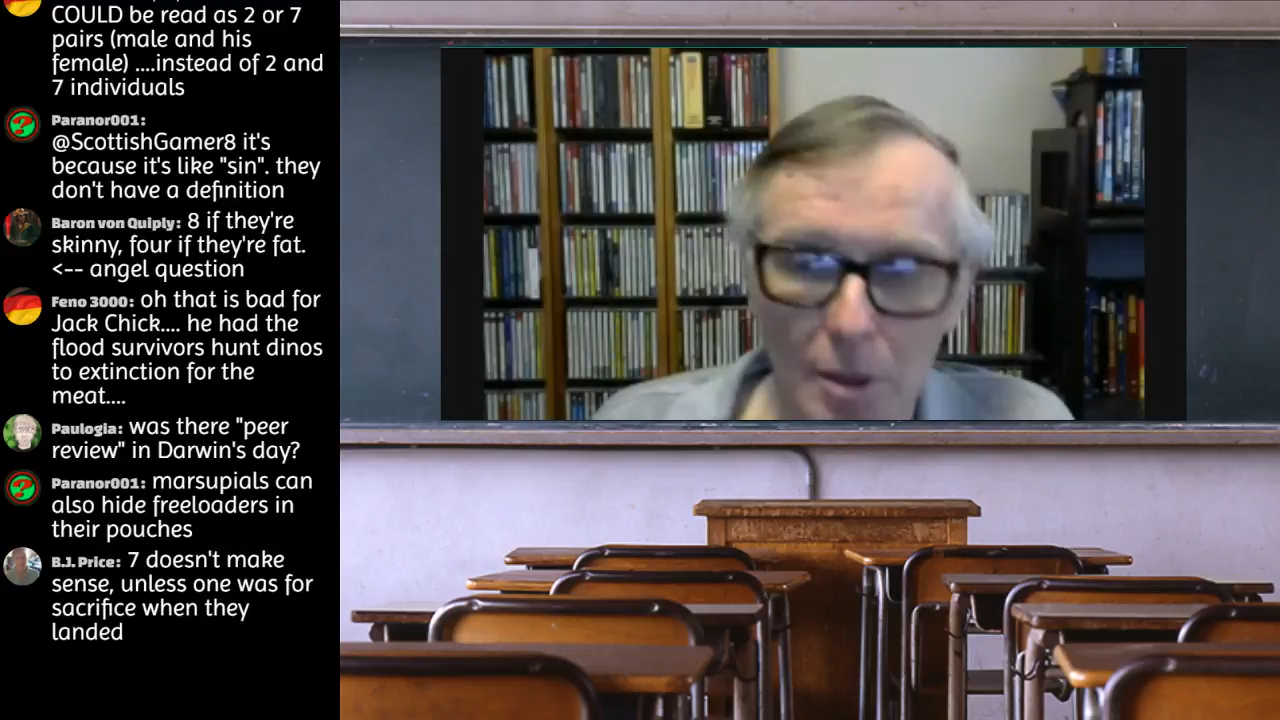 COULD be read as 2 or 7
pairs (male and his
female) ....instead of 2 and
7 individuals
Paranor001:
@ScottishGamer8 it's
because it's like "sin". they
don't have a definition
Baron von Quiply: 8 if they're
skinny, four if they're fat.
<-- angel question
Feno 3000: oh that is bad for
Jack Chick.... he had the
flood survivors hunt dinos
to extinction for the
meat....
Paulogia: was there "peer
review" in Darwin's day?
Paranor001: marsupials can
also hide freeloaders in
their pouches
B.J. Price: 7 doesn't make
sense, unless one was for
sacrifice when they
landed